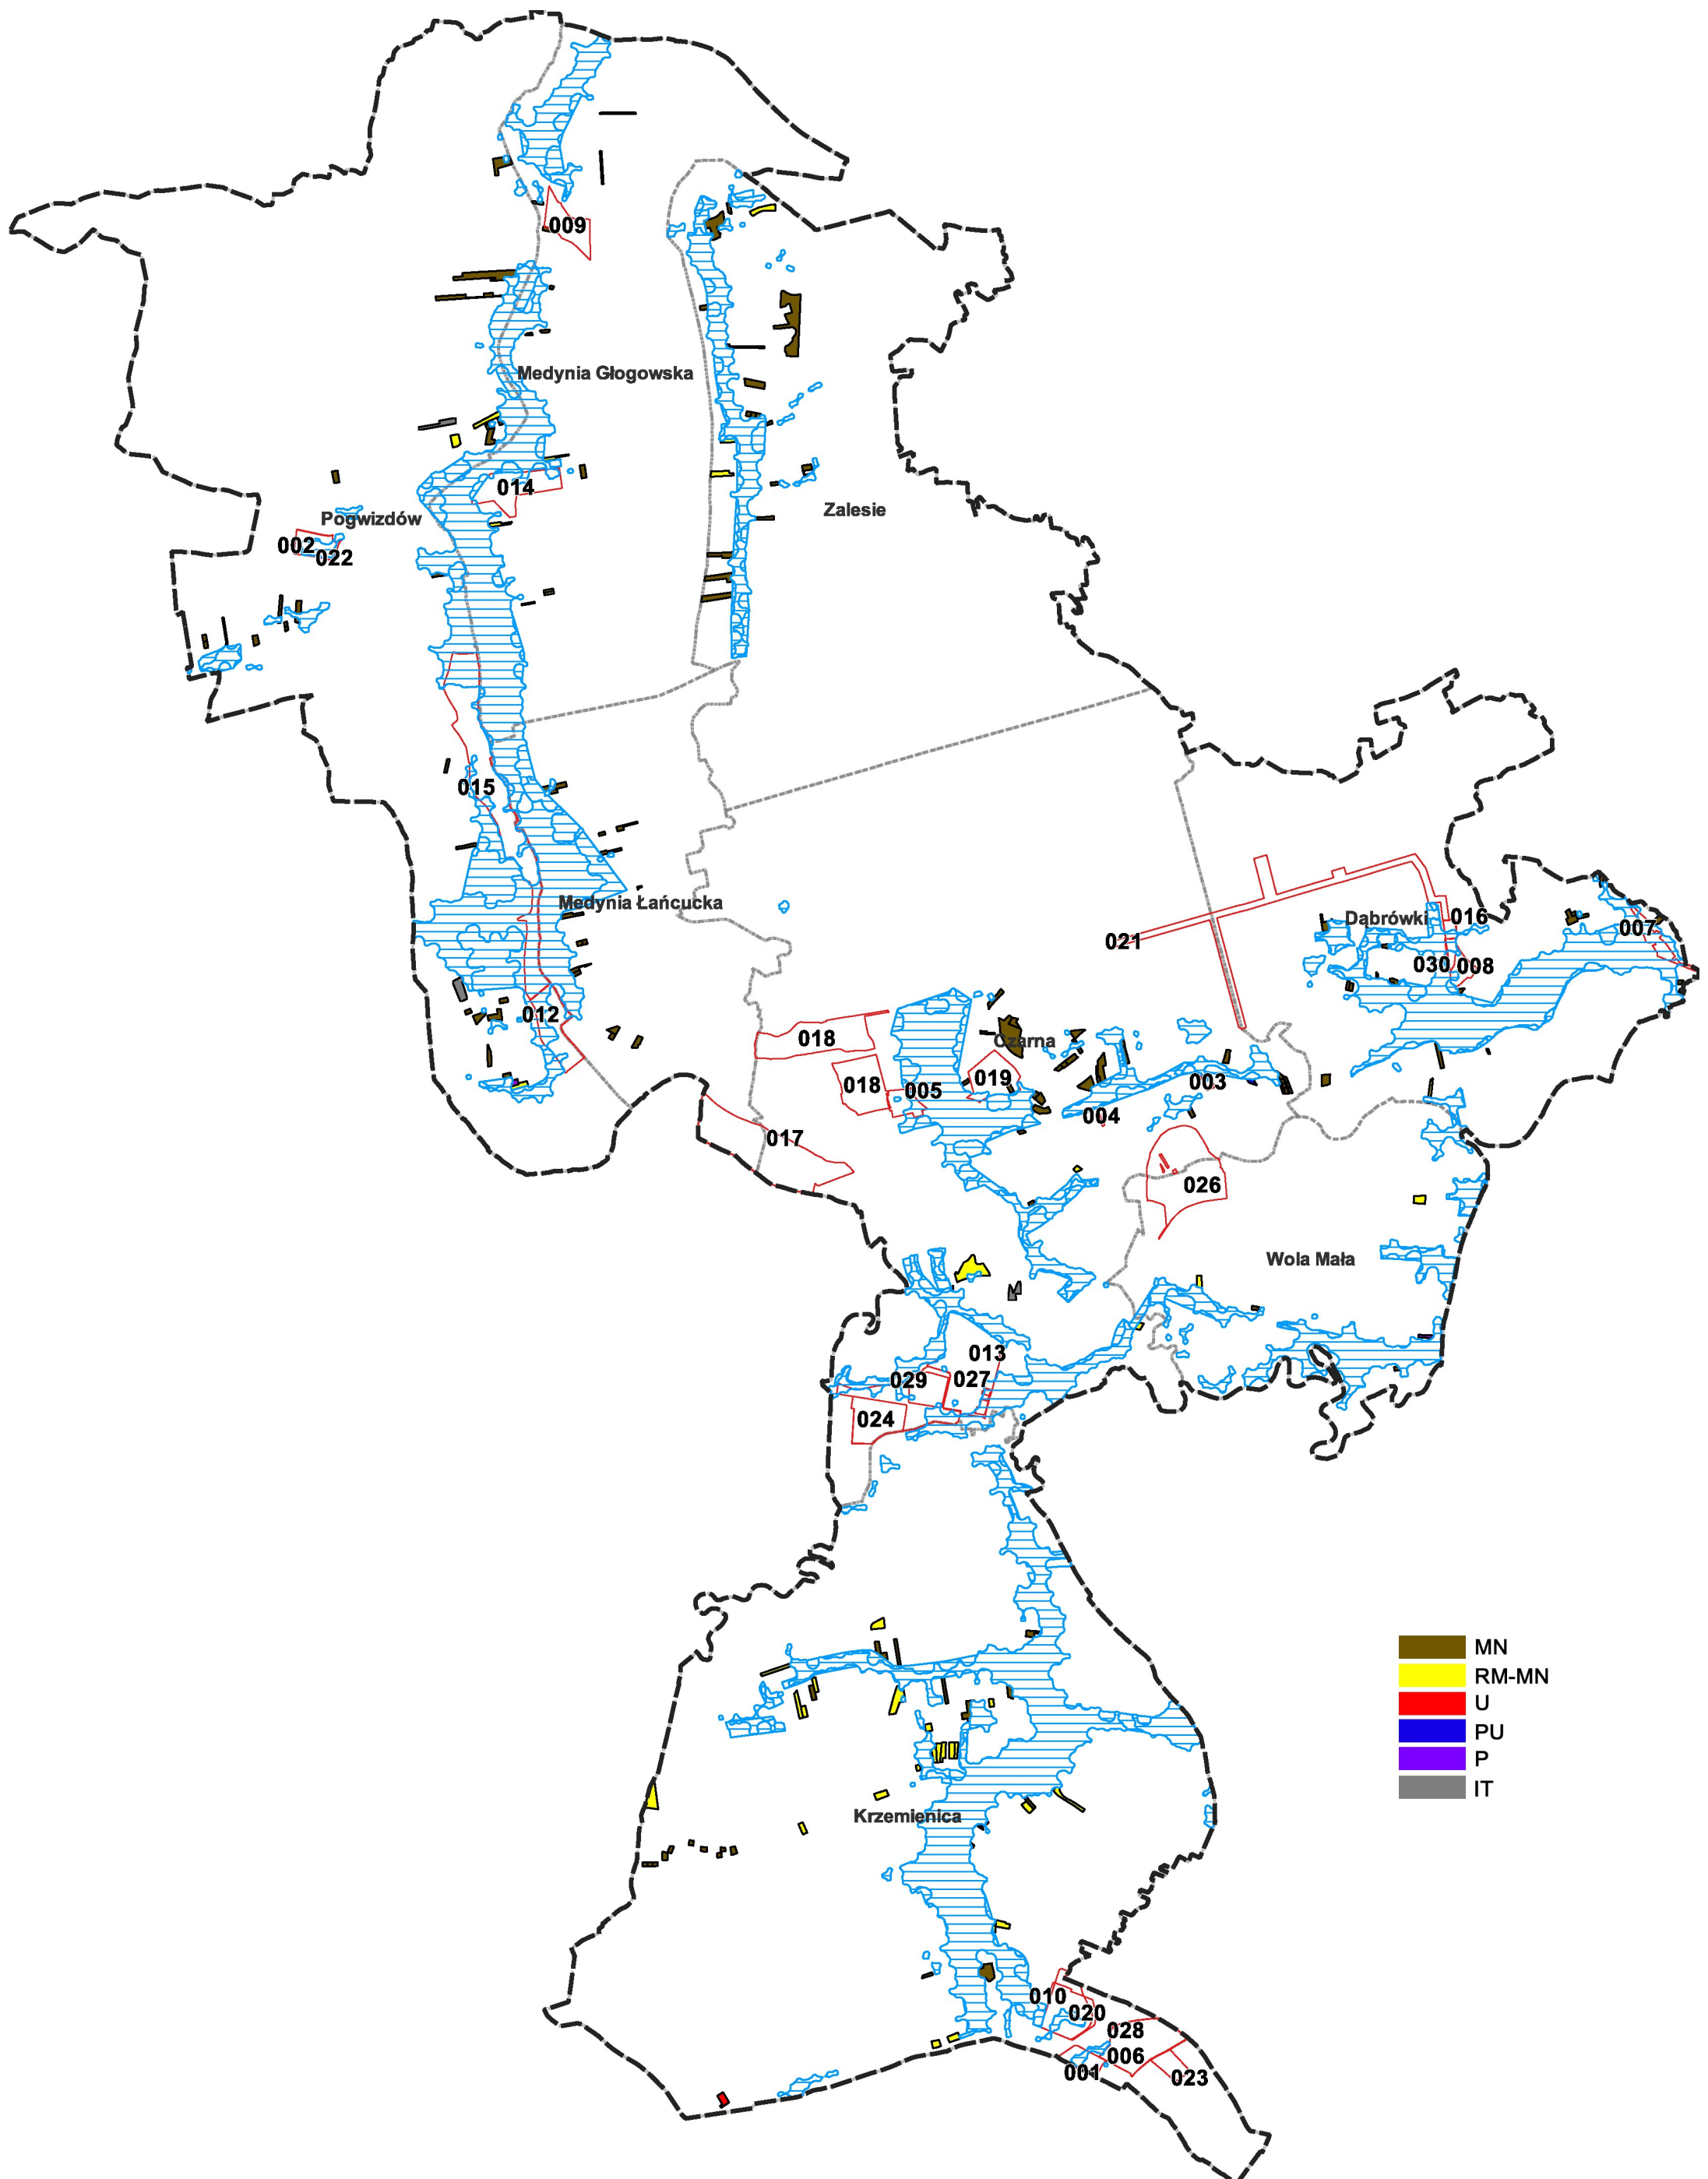 009
Medynia Głogowska
014
Zalesie
Pogwizdów
002
022
015
Medynia Łańcucka
Dąbrówki
016
007
021
030
008
012
018
Czarna
018
005
019
003
004
017
026
Wola Mała
013
029
027
024
MN
RM-MN
U
PU
P
IT
Krzemienica
010
020
028
006
001
023